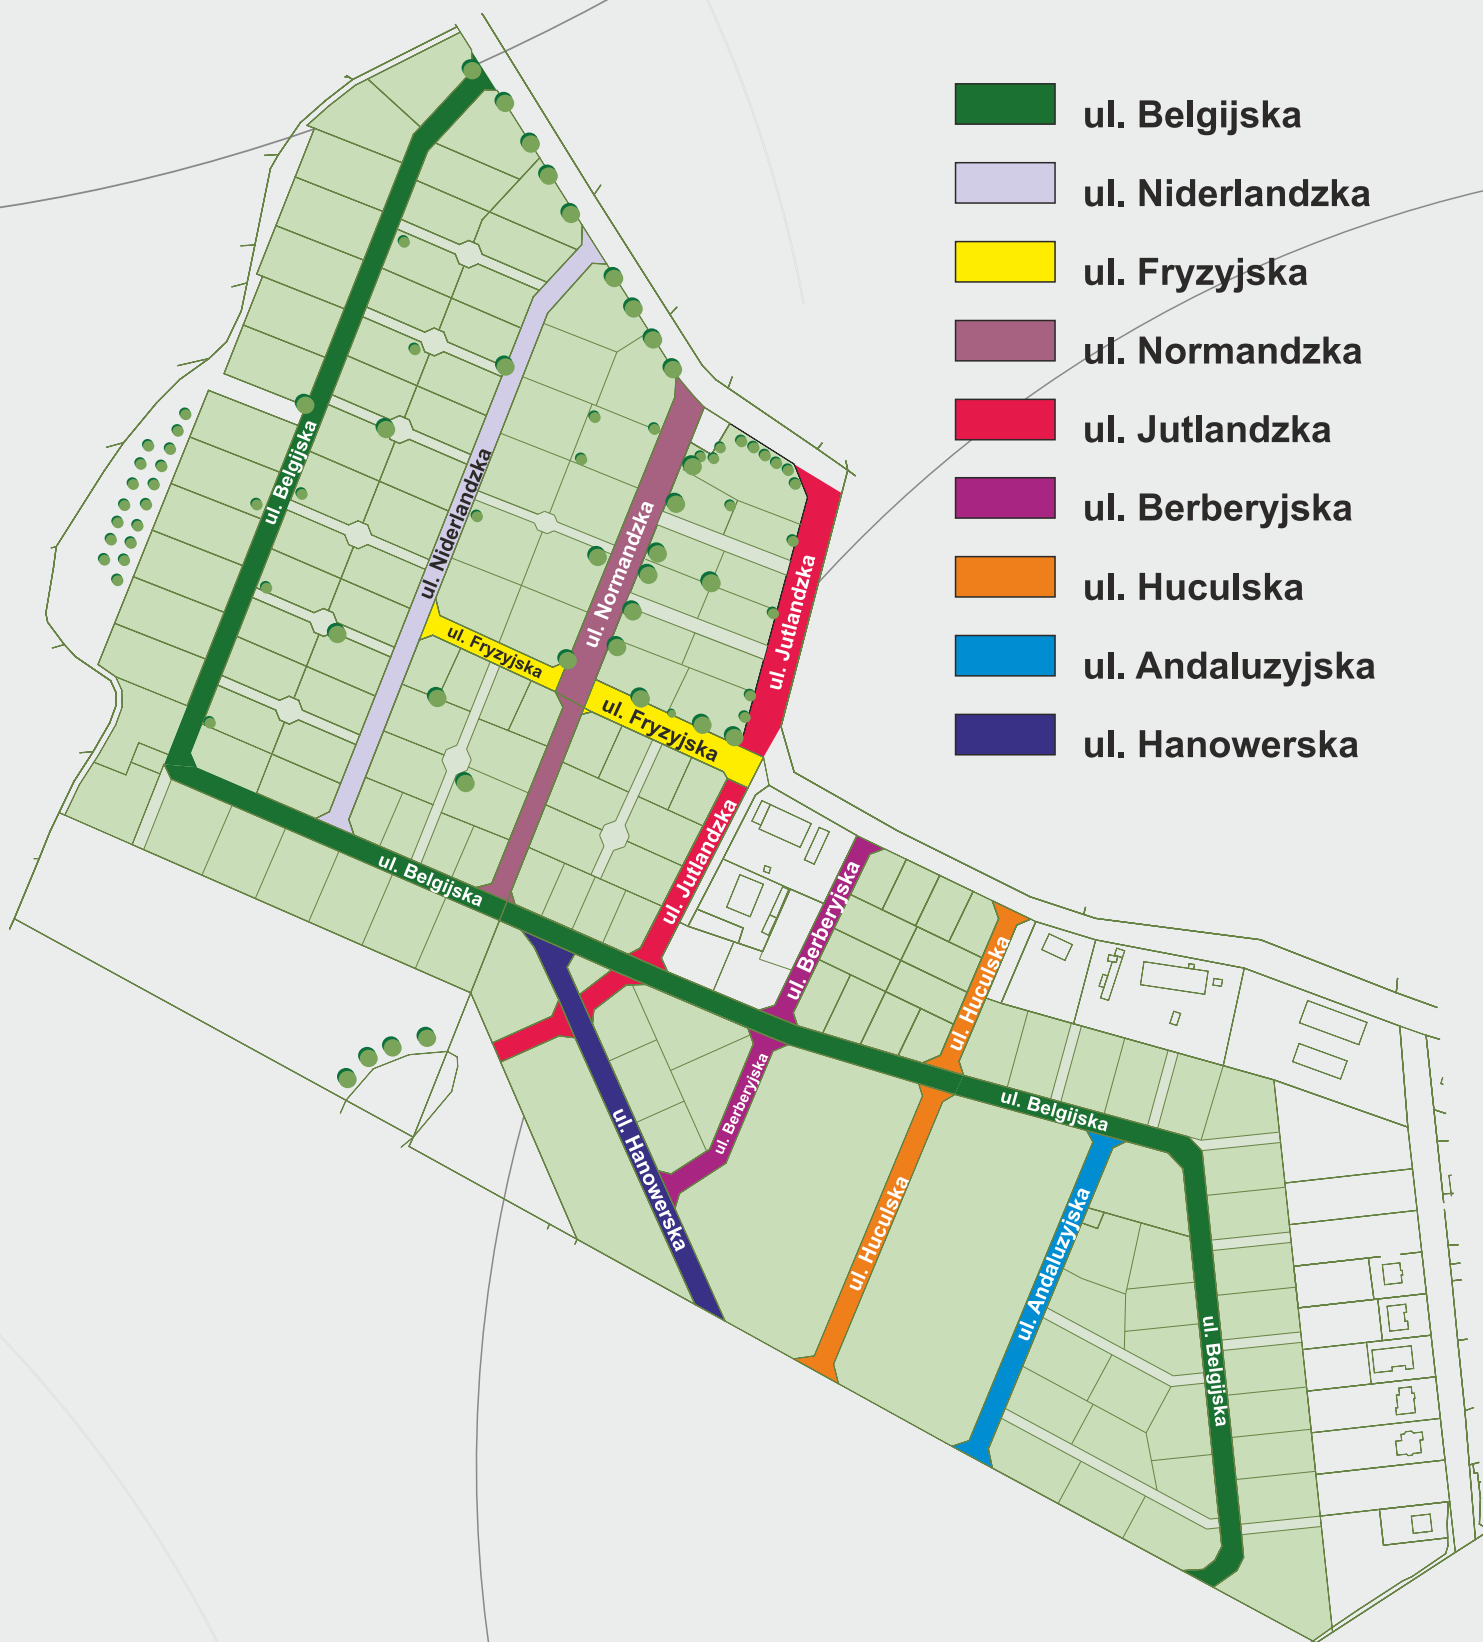 ul. Belgijska
ul. Niderlandzka
ul. Fryzyjska
ul. Normandzka
ul. Jutlandzka
ul. Berberyjska
ul. Huculska
ul. Andaluzyjska
ul. Hanowerska
ul. Belgijska
ul. Niderlandzka
ul. Normandzka
ul. Jutlandzka
ul. Fryzyjska
ul. Fryzyjska
ul. Jutlandzka
ul. Belgijska
ul. Berberyjska
ul. Huculska
ul. Berberyjska
ul. Belgijska
ul. Hanowerska
ul. Huculska
ul. Andaluzyjska
ul. Belgijska